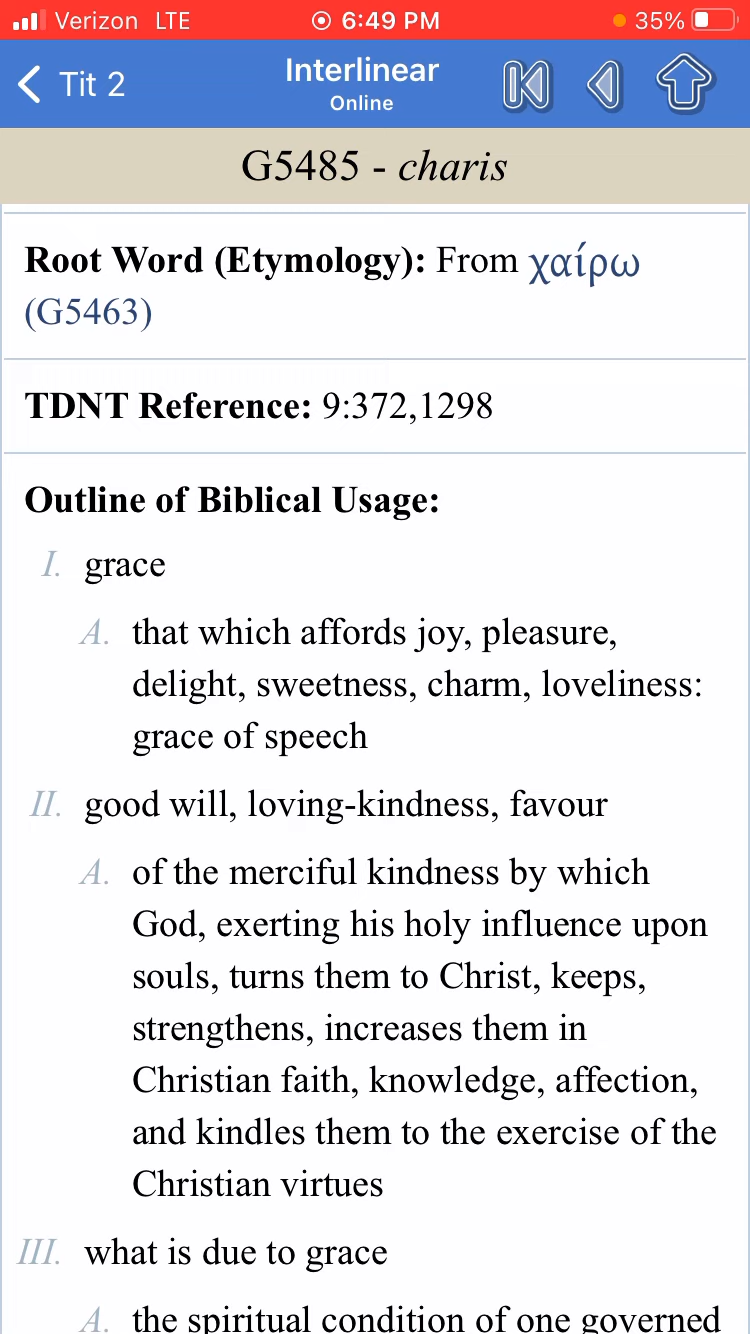 Verizon LTE 6:49 PM 35%
Tit 2 Interlinear
Online
G5485 - charis
Root Word (Etymology): From χαίρω
(G5463)
TDNT Reference: 9:372,1298
Outline of Biblical Usage:
I. grace
A. that which affords joy, pleasure,
delight, sweetness, charm, loveliness:
grace of speech
II. good will, loving-kindness, favour
A. of the merciful kindness by which
God, exerting his holy influence upon
souls, turns them to Christ, keeps,
strengthens, increases them in
Christian faith, knowledge, affection,
and kindles them to the exercise of the
Christian virtues
III. what is due to grace
A. the spiritual condition of one governed